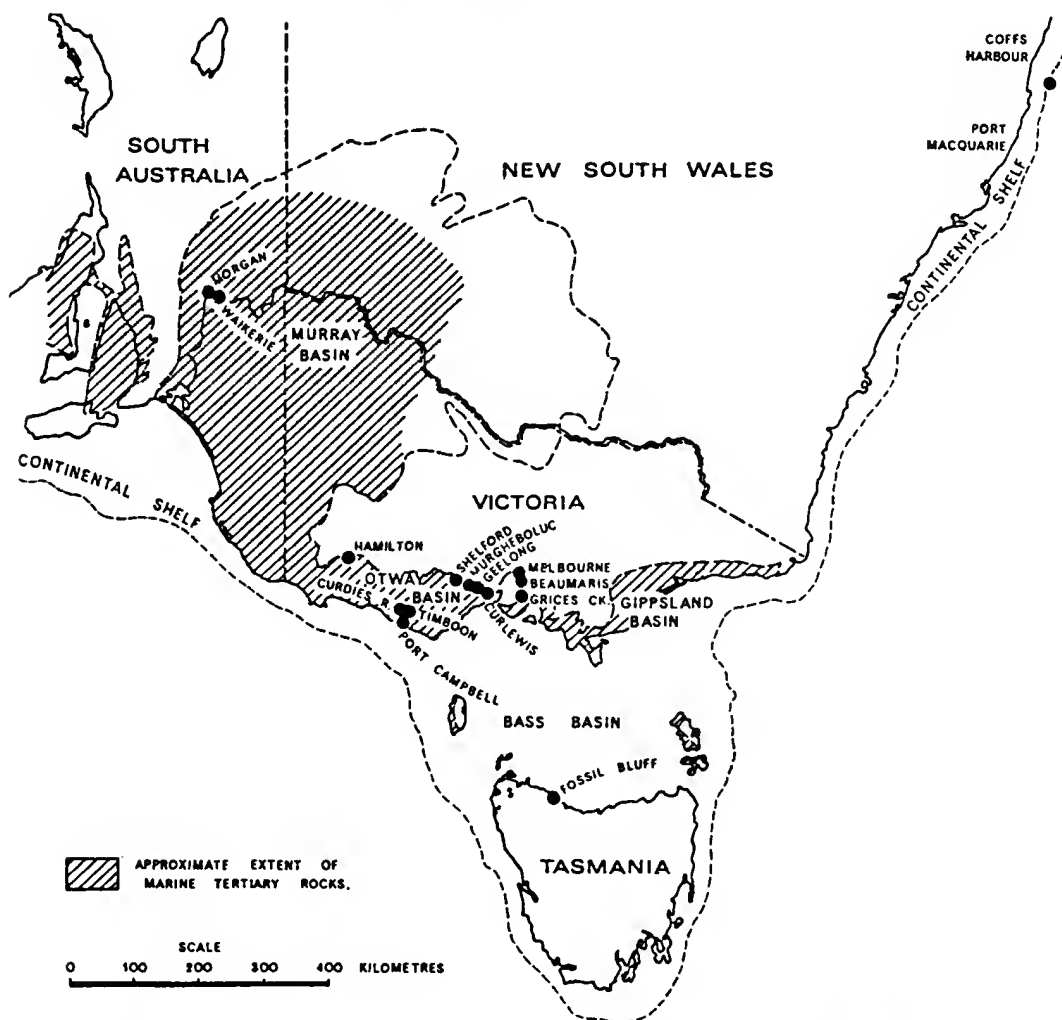 COFFS
HARBOUR
PORT
MACQUARIE
SOUTH
AUSTRALIA
NEW SOUTH WALES
CONTINENTAL SHELF
MORGAN
WAIKERIE
MURRAY
BASIN
CONTINENTAL SHELF
VICTORIA
HAMILTON
SHELFORD
MURGHEBOLUC
GEELONG
MELBOURNE
BEAUMARIS
GRICES CK.
OTWAY
BASIN
CURDIES R.
TIMBOON
CURLEWIS
GIPPSLAND
BASIN
PORT CAMPBELL
BASS BASIN
FOSSIL BLUFF
TASMANIA
APPROXIMATE EXTENT OF
MARINE TERTIARY ROCKS.
SCALE
0 100 200 300 400 KILOMETRES